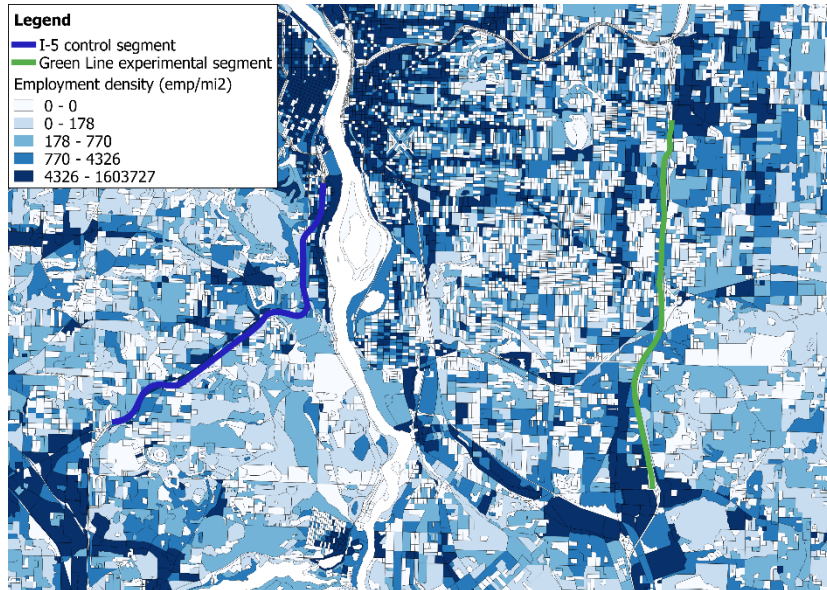 Legend
I-5 control segment
Green Line experimental segment
Employment density (emp/mi2)
0 - 0
0 - 178
178 - 770
770 - 4326
4326 - 1603727